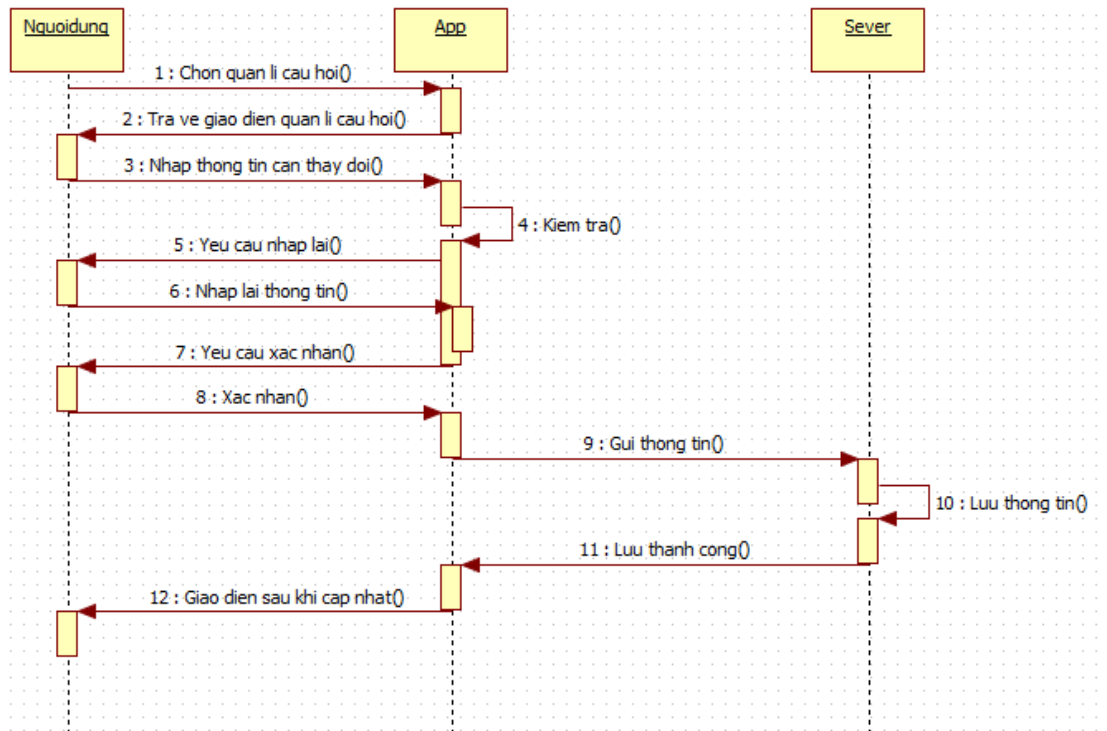 Nguoidung
App
Sever
1 : Chon quan li cau hoi()
2 : Tra ve giao dien quan li cau hoi()
3 : Nhap thong tin can thay doi()
4 : Kiem tra()
5 : Yeu cau nhap lai()
6 : Nhap lai thong tin()
7 : Yeu cau xac nhan()
8 : Xac nhan()
9 : Gui thong tin()
10 : Luu thong tin()
11 : Luu thanh cong()
12 : Giao dien sau khi cap nhat()